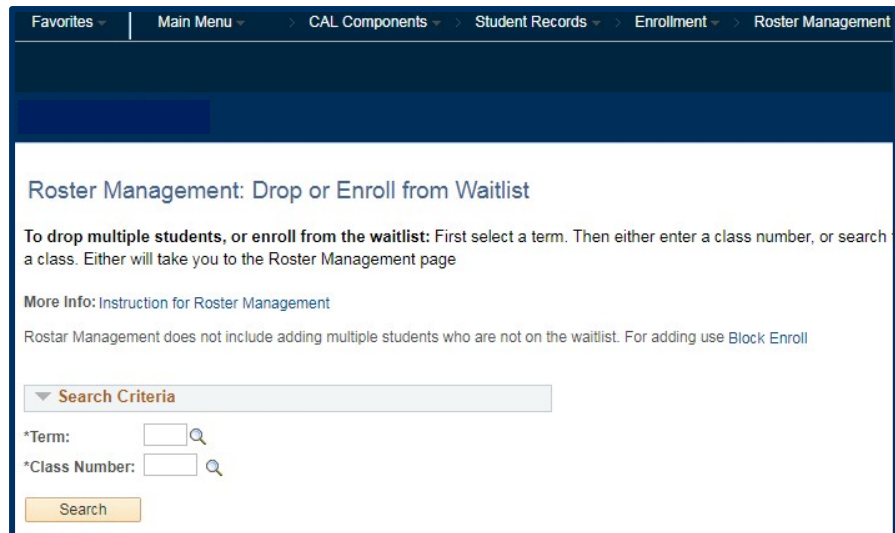 Favorites Main Menu > CAL Components > Student Records > Enrollment > Roster Management
Roster Management: Drop or Enroll from Waitlist
To drop multiple students, or enroll from the waitlist: First select a term. Then either enter a class number, or search
a class. Either will take you to the Roster Management page
More Info: Instruction for Roster Management
Rostar Management does not include adding multiple students who are not on the waitlist. For adding use Block Enroll
Search Criteria
*Term:
*Class Number:
Search